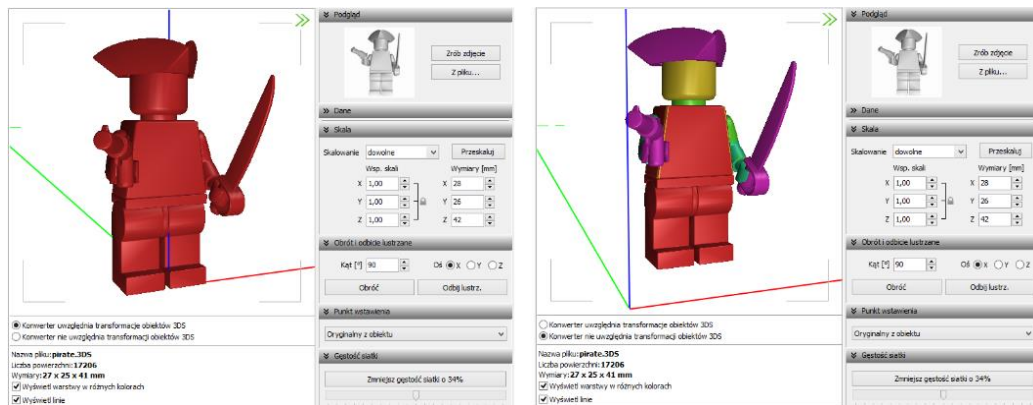 Podgląd
Zrób zdjęcie
Z pliku...
Dane
Skala
Skalowanie dowolne Przeskaluj
Wsp. skali Wymiary [mm]
X 1,00 X 28
Y 1,00 Y 26
Z 1,00 Z 42
Obrót i odbicie lustrzane
Kąt [°] 90 Oś X Y Z
Obróć Odbij lustrz.
Punkt wstawienia
Oryginalny z obiektu
Gęstość siatki
Zmniejsz gęstość siatki o 34%
Konwerter uwzględnia transformacje obiektów 3DS
Konwerter nie uwzględnia transformacji obiektów 3DS
Nazwa pliku:pirate.3DS
Liczba powierzchni:17206
Wymiary:27 x 25 x 41 mm
Wyświetl warstwy w różnych kolorach
Wyświetl linie
Podgląd
Zrób zdjęcie
Z pliku...
Dane
Skala
Skalowanie dowolne Przeskaluj
Wsp. skali Wymiary [mm]
X 1,00 X 28
Y 1,00 Y 26
Z 1,00 Z 42
Obrót i odbicie lustrzane
Kąt [°] 90 Oś X Y Z
Obróć Odbij lustrz.
Punkt wstawienia
Oryginalny z obiektu
Gęstość siatki
Zmniejsz gęstość siatki o 34%
Konwerter uwzględnia transformacje obiektów 3DS
Konwerter nie uwzględnia transformacji obiektów 3DS
Nazwa pliku:pirate.3DS
Liczba powierzchni:17206
Wymiary:27 x 25 x 41 mm
Wyświetl warstwy w różnych kolorach
Wyświetl linie